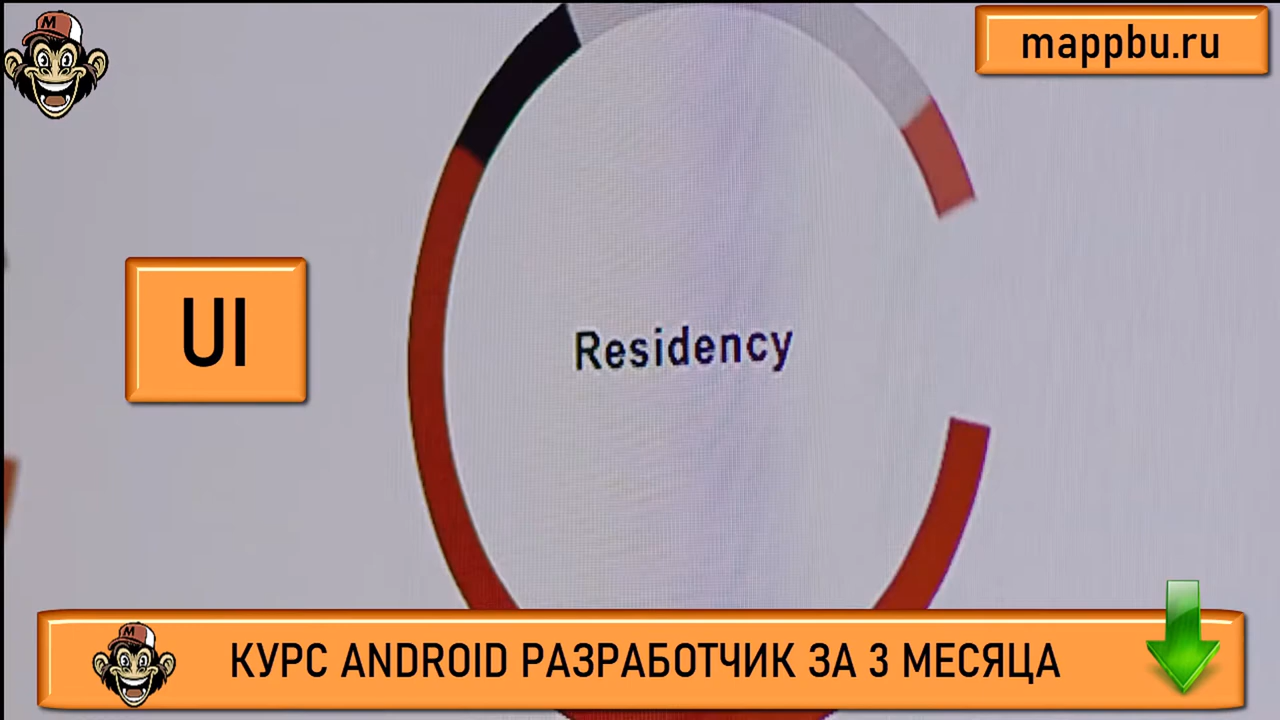 M
mappbu.ru
UI
Residency
M
КУРС ANDROID РАЗРАБОТЧИК ЗА 3 МЕСЯЦА